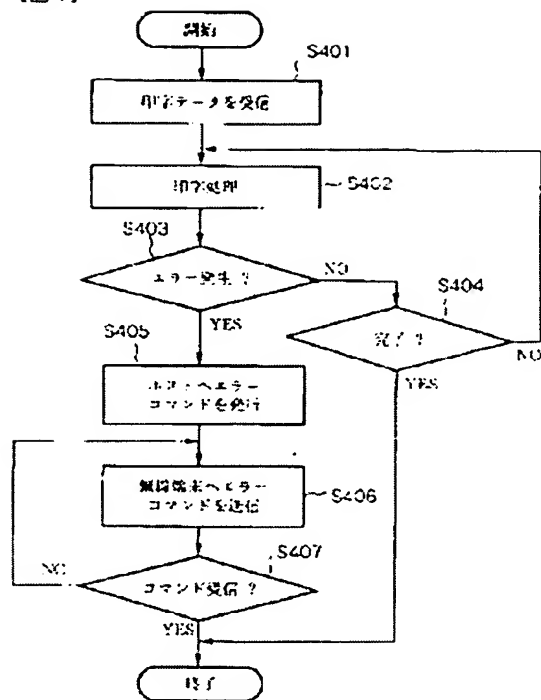 開始
S401
印字データを受信
印字処理
S402
S403
エラー発生?
NO
S404
YES
完了?
NO
S405
YES
ホストへエラー
コマンドを発行
無線端末へエラー
コマンドを送信
S406
S407
NO
コマンド受信?
YES
終了